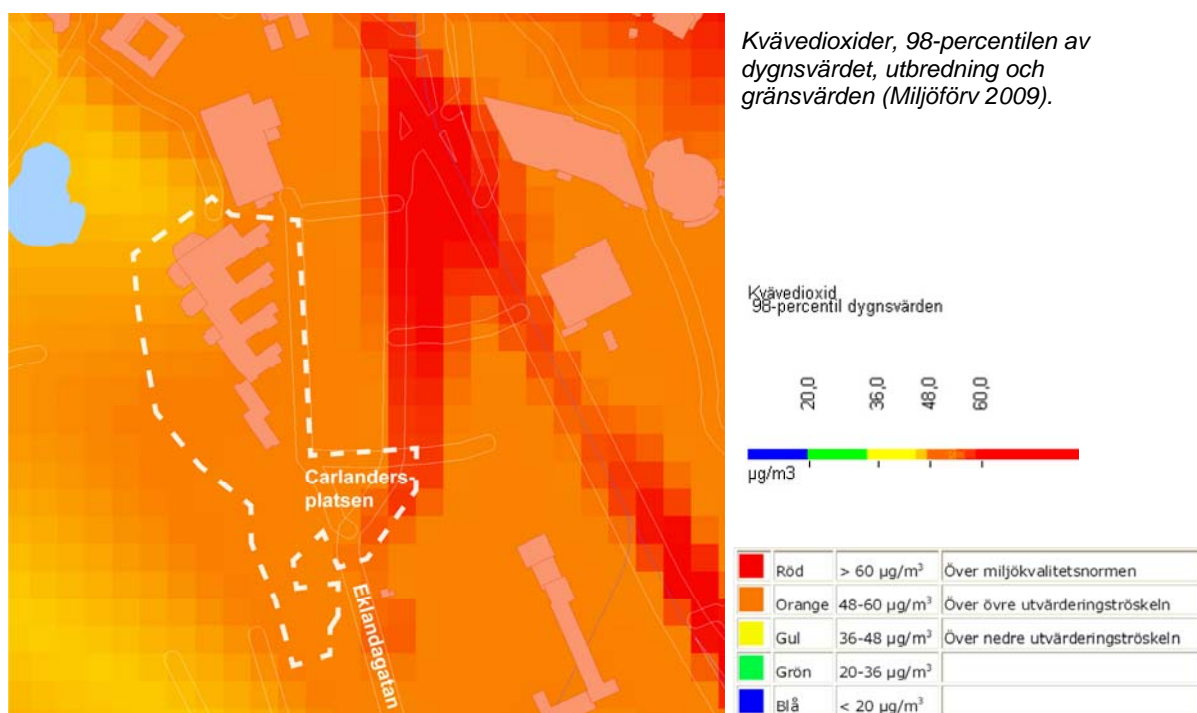 Kvävedioxider, 98-percentilen av
dygnsvärdet, utbredning och
gränsvärden (Miljöförv 2009).
Carlanders-
platsen
Eklandagatan
Kvävedioxid
98-percentil dygnsvärden
20,0 36,0 48,0 60,0
µg/m3
Röd > 60 µg/m³ Över miljökvalitetsnormen
Orange 48-60 µg/m³ Över övre utvärderingströskeln
Gul 36-48 µg/m³ Över nedre utvärderingströskeln
Grön 20-36 µg/m³
Blå < 20 µg/m³